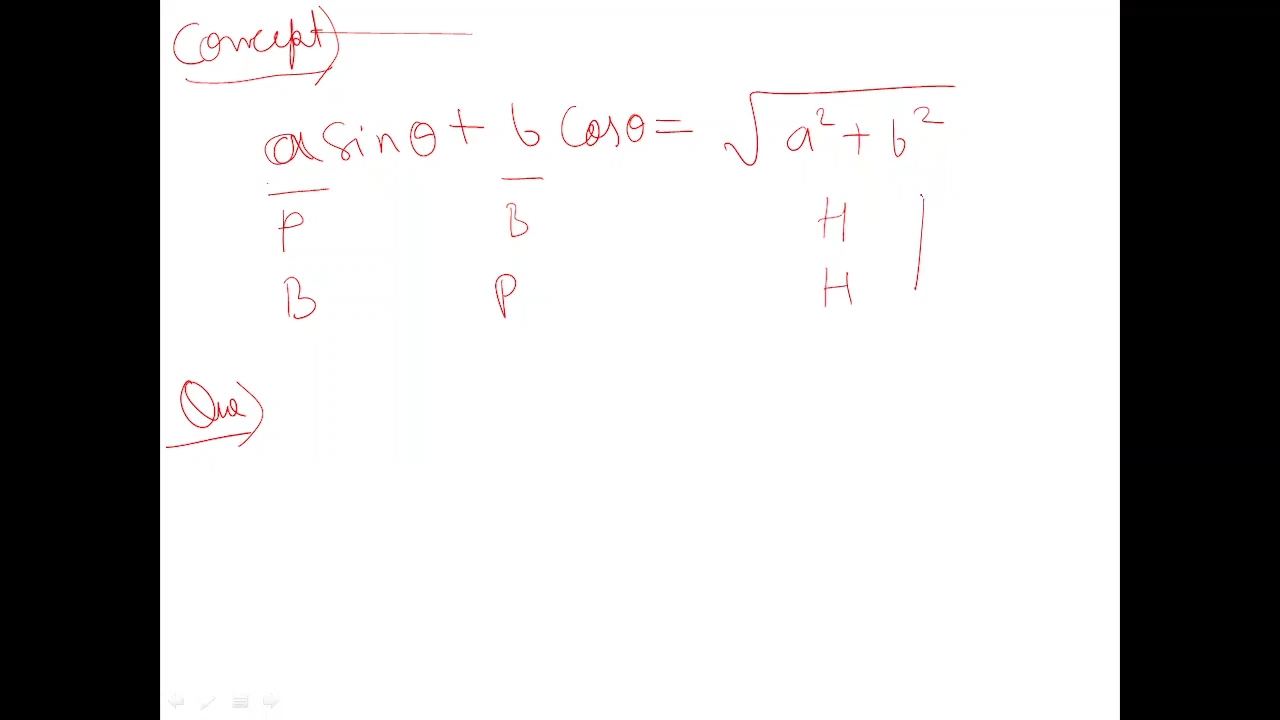 Concept)
a sinθ + b cosθ = √a² + b²
P B H
B P H
Que)